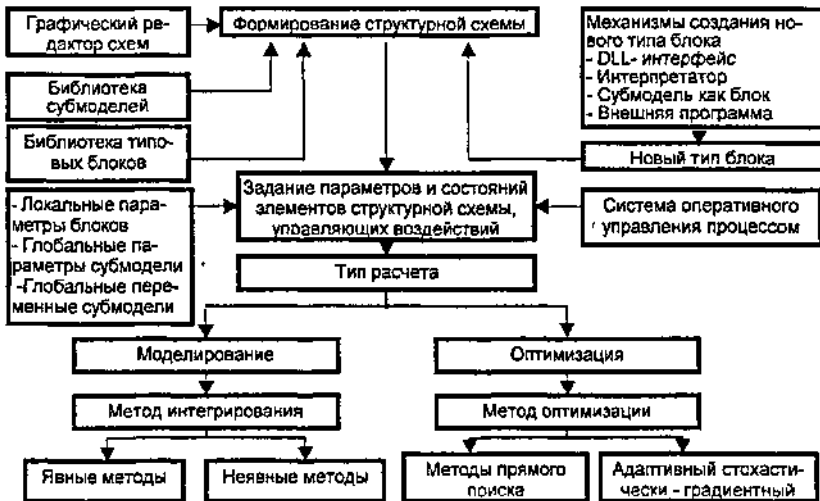 Графический ре-
дактор схем
Формирование структурной схемы
Механизмы создания но-
вого типа блока
- DLL- интерфейс
- Интерпретатор
- Субмодель как блок
- Внешняя программа
Библиотека
субмоделей
Библиотека типо-
вых блоков
Новый тип блока
- Локальные пара-
метры блоков
- Глобальные па-
раметры субмодели
-Глобальные пере-
менные субмодели
Задание параметров и состояний
элементов структурной схемы,
управляющих воздействий
Система оперативного
управления процессом
Тип расчета
Моделирование
Оптимизация
Метод интегрирования
Метод оптимизации
Явные методы
Неявные методы
Методы прямого
поиска
Адаптивный стохасти-
чески - градиентный